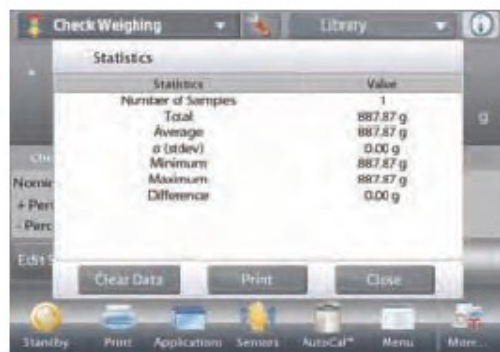 Check Weighing
Library
Statistics
Statistics Value
Number of Samples 1
Total 887.87 g
Average 887.87 g
σ (stdev) 0.00 g
Minimum 887.87 g
Maximum 887.87 g
Difference 0.00 g
g
+ Per
- Perc
Clear Data Print Close
Standby Print Applications Sensors AutoCal™ Menu More...